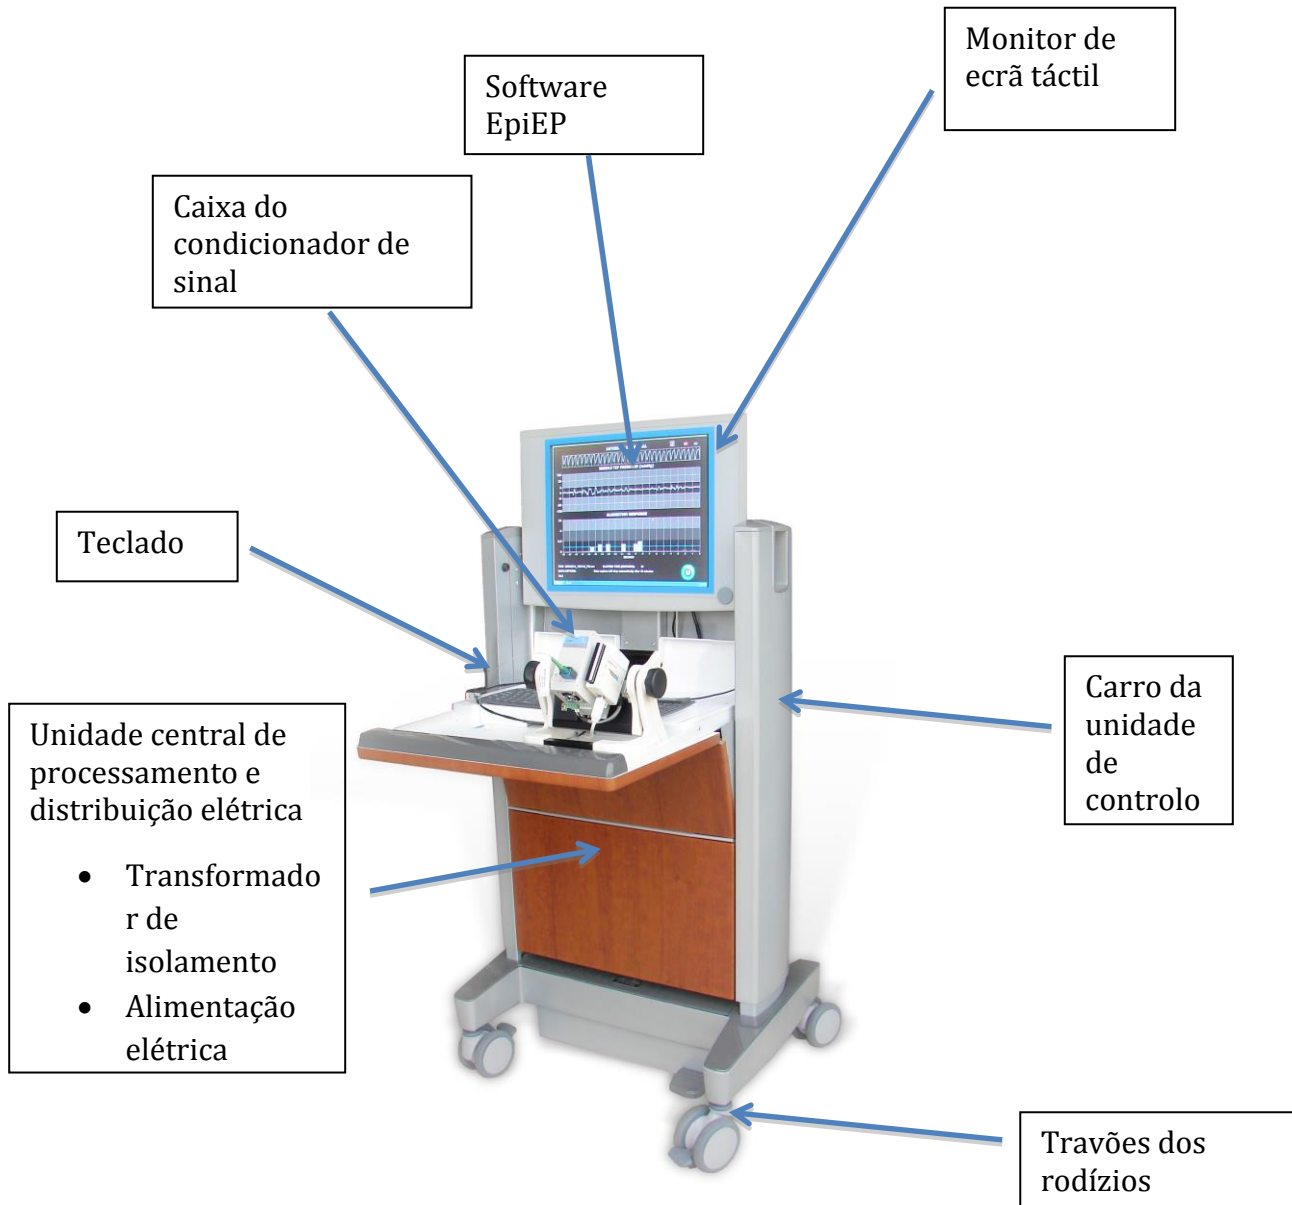 Monitor de
ecrã táctil
Software
EpiEP
Caixa do
condicionador de
sinal
Teclado
Unidade central de
processamento e
distribuição elétrica
• Transformado
r de
isolamento
• Alimentação
elétrica
Carro da
unidade
de
controlo
Travões dos
rodízios